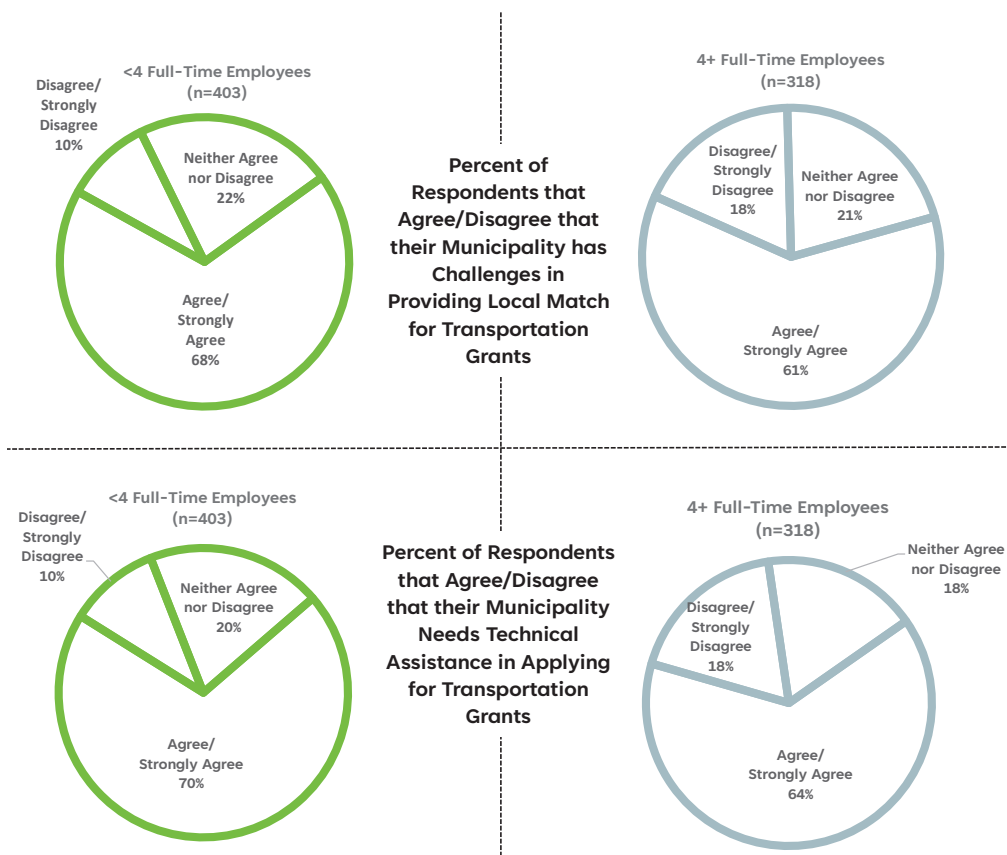 <4 Full-Time Employees
(n=403)
Disagree/
Strongly
Disagree
10%
Neither Agree
nor Disagree
22%
Agree/
Strongly
Agree
68%
Percent of
Respondents that
Agree/Disagree that
their Municipality has
Challenges in
Providing Local Match
for Transportation
Grants
4+ Full-Time Employees
(n=318)
Disagree/
Strongly
Disagree
18%
Neither Agree
nor Disagree
21%
Agree/
Strongly Agree
61%
<4 Full-Time Employees
(n=403)
Disagree/
Strongly
Disagree
10%
Neither Agree
nor Disagree
20%
Agree/
Strongly Agree
70%
Percent of Respondents
that Agree/Disagree
that their Municipality
Needs Technical
Assistance in Applying
for Transportation
Grants
4+ Full-Time Employees
(n=318)
Neither Agree
nor Disagree
18%
Disagree/
Strongly
Disagree
18%
Agree/
Strongly Agree
64%